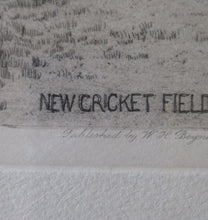 NEW CRICKET FIELD
Published by W. H.